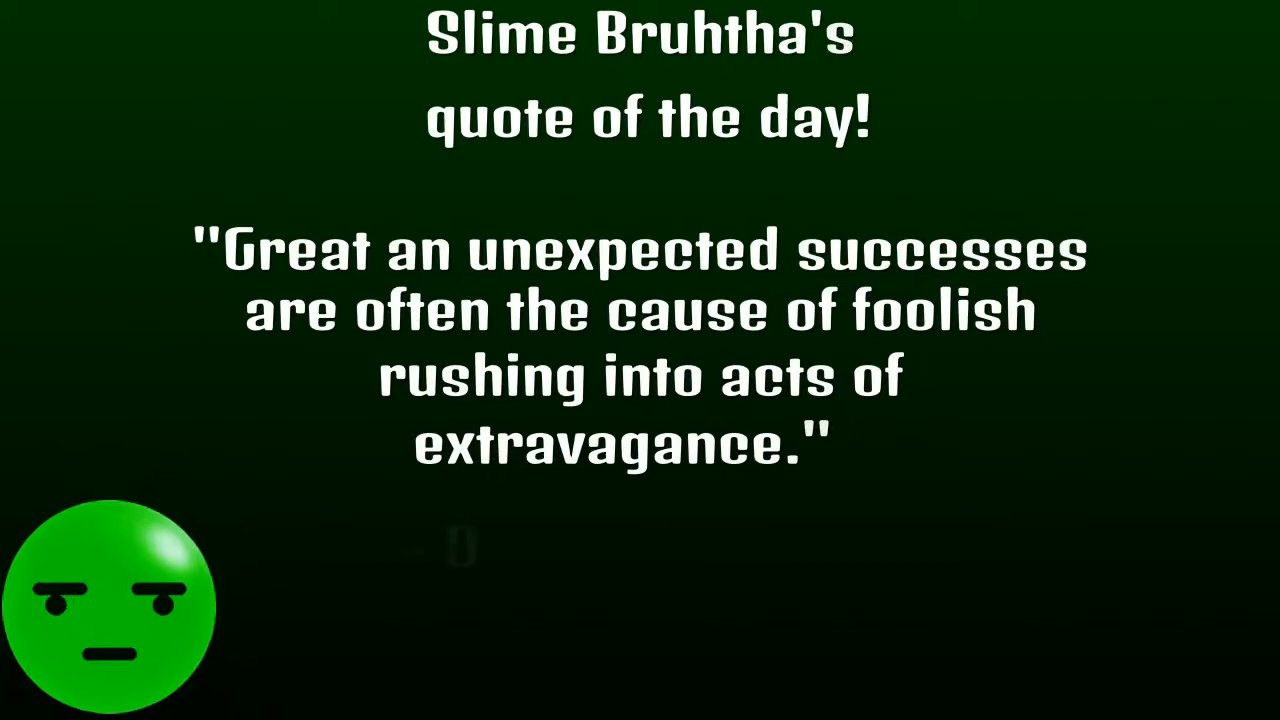 Slime Bruhtha's
quote of the day!
"Great an unexpected successes
are often the cause of foolish
rushing into acts of
extravagance."